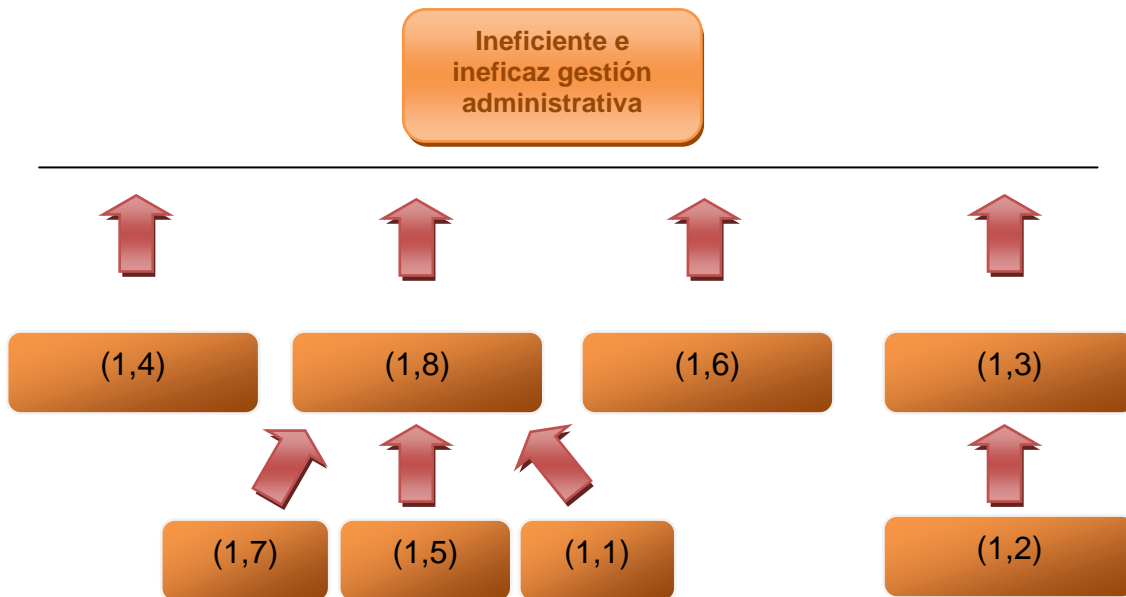 Ineficiente e
ineficaz gestión
administrativa
(1,4)
(1,8)
(1,6)
(1,3)
(1,7)
(1,5)
(1,1)
(1,2)